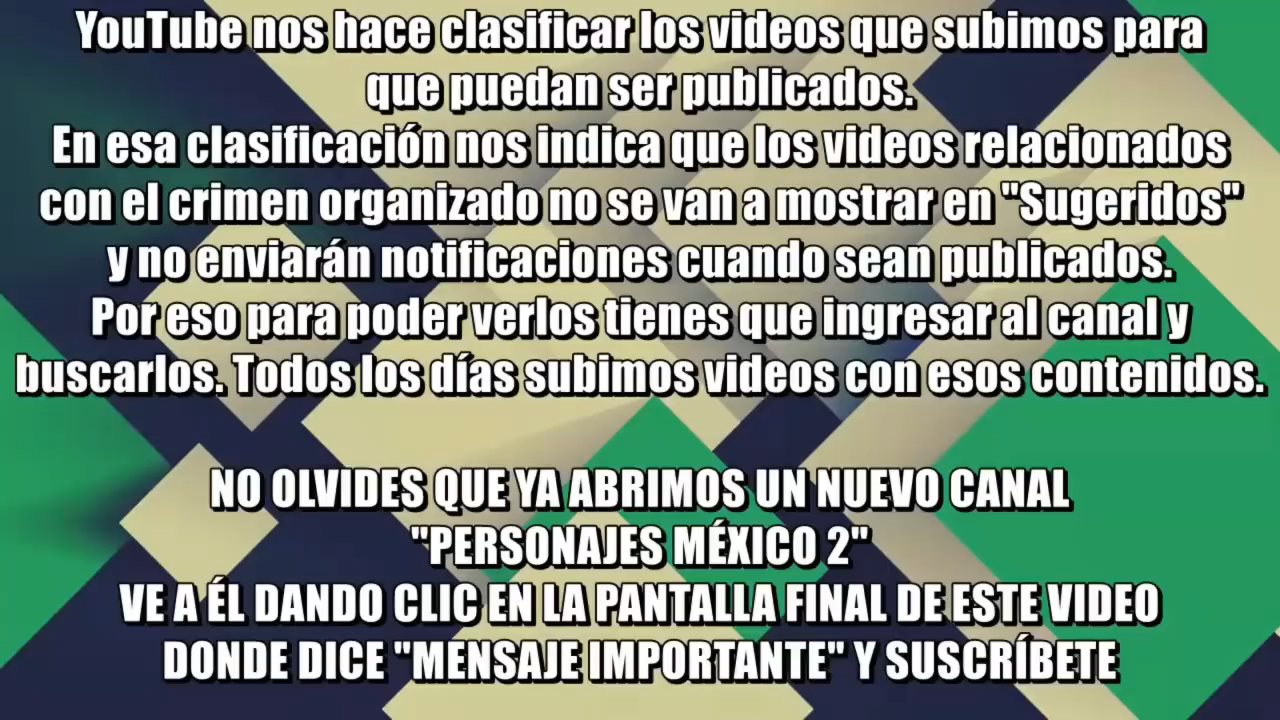 YouTube nos hace clasificar los videos que subimos para
que puedan ser publicados.
En esa clasificación nos indica que los videos relacionados
con el crimen organizado no se van a mostrar en "Sugeridos"
y no enviarán notificaciones cuando sean publicados.
Por eso para poder verlos tienes que ingresar al canal y
buscarlos. Todos los días subimos videos con esos contenidos.
NO OLVIDES QUE YA ABRIMOS UN NUEVO CANAL
"PERSONAJES MÉXICO 2"
VE A ÉL DANDO CLIC EN LA PANTALLA FINAL DE ESTE VIDEO
DONDE DICE "MENSAJE IMPORTANTE" Y SUSCRÍBETE